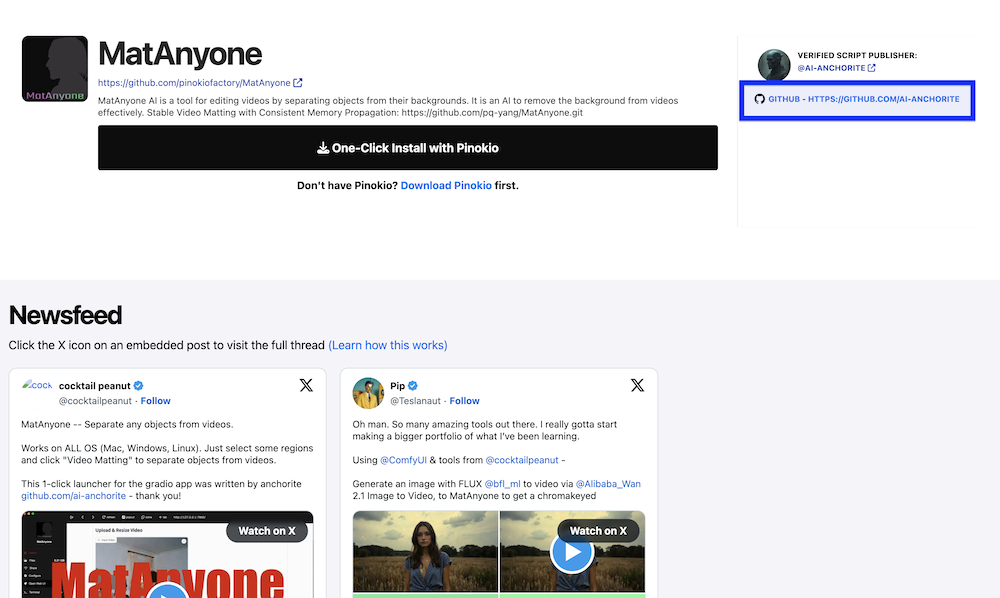 MatAnyone
MatAnyone
https://github.com/pinokiofactory/MatAnyone
MatAnyone AI is a tool for editing videos by separating objects from their backgrounds. It is an AI to remove the background from videos
effectively. Stable Video Matting with Consistent Memory Propagation: https://github.com/pq-yang/MatAnyone.git
One-Click Install with Pinokio
Don't have Pinokio? Download Pinokio first.
VERIFIED SCRIPT PUBLISHER:
@AI-ANCHORITE
GITHUB - HTTPS://GITHUB.COM/AI-ANCHORITE
Newsfeed
Click the X icon on an embedded post to visit the full thread (Learn how this works)
cock
cocktail peanut
@cocktailpeanut · Follow
MatAnyone -- Separate any objects from videos.
Works on ALL OS (Mac, Windows, Linux). Just select some regions
and click "Video Matting" to separate objects from videos.
This 1-click launcher for the gradio app was written by anchorite
github.com/ai-anchorite - thank you!
Upload & Resize Video
Watch on X
MatAnyone
Pip
@Teslanaut · Follow
Oh man. So many amazing tools out there. I really gotta start
making a bigger portfolio of what I've been learning.
Using @ComfyUI & tools from @cocktailpeanut -
Generate an image with FLUX @bfl_ml to video via @Alibaba_Wan
2.1 Image to Video, to MatAnyone to get a chromakeyed
Watch on X